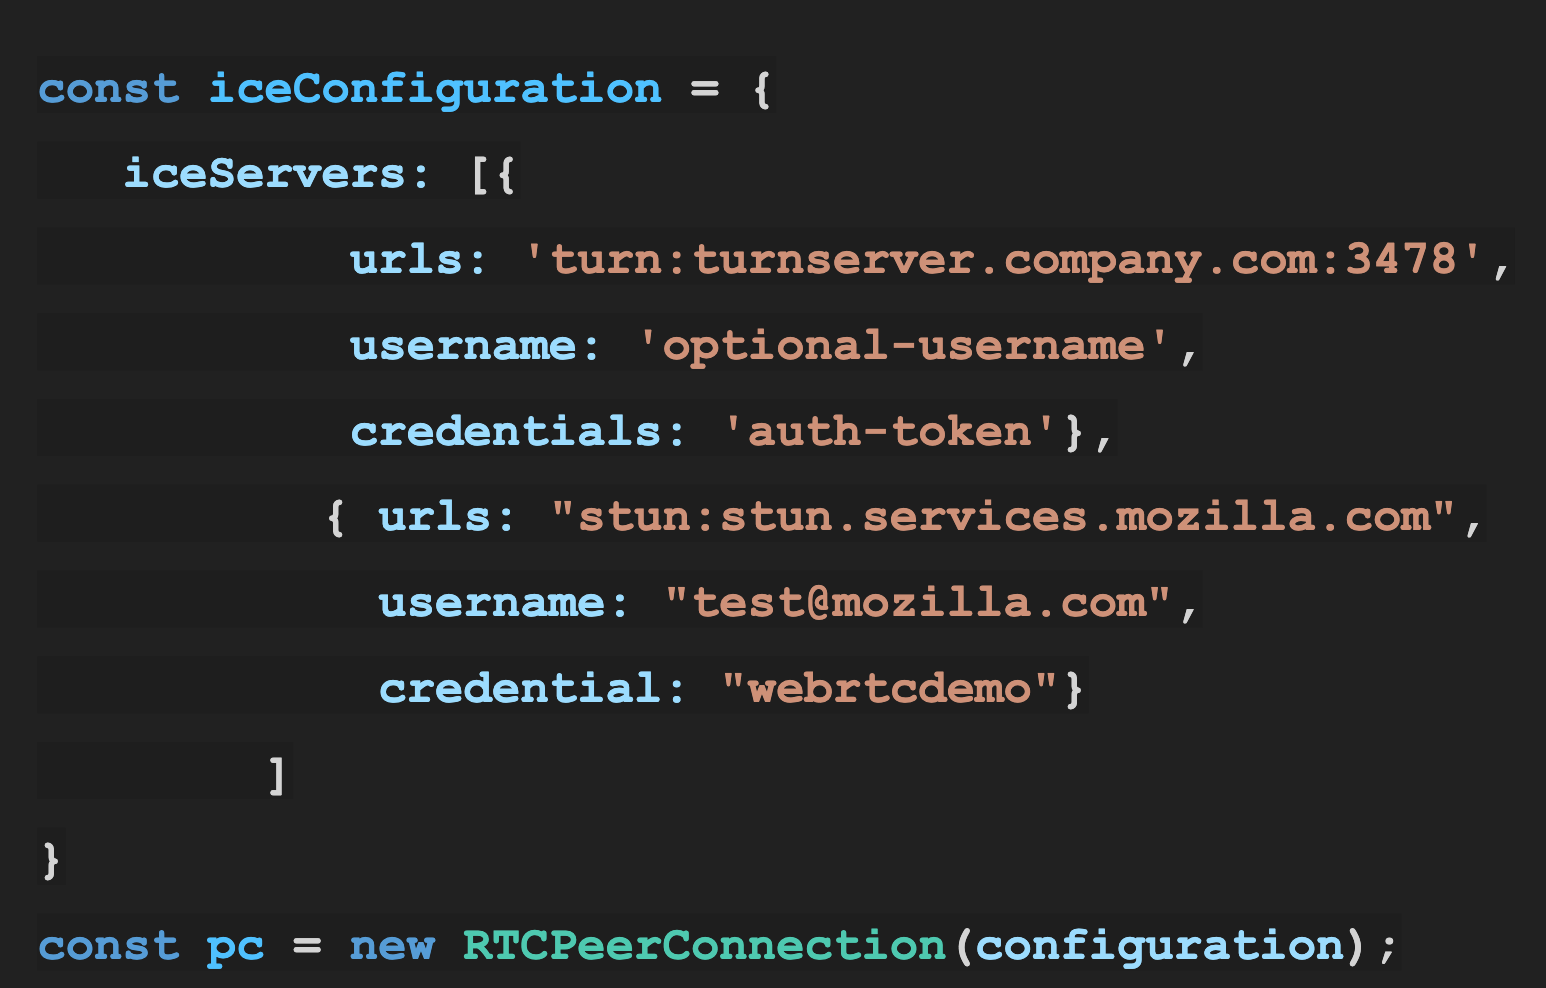 const iceConfiguration = {
iceServers: [{
urls: 'turn:turnserver.company.com:3478',
username: 'optional-username',
credentials: 'auth-token'},
{ urls: "stun:stun.services.mozilla.com",
username: "test@mozilla.com",
credential: "webrtcdemo"}
]
}
const pc = new RTCPeerConnection(configuration);